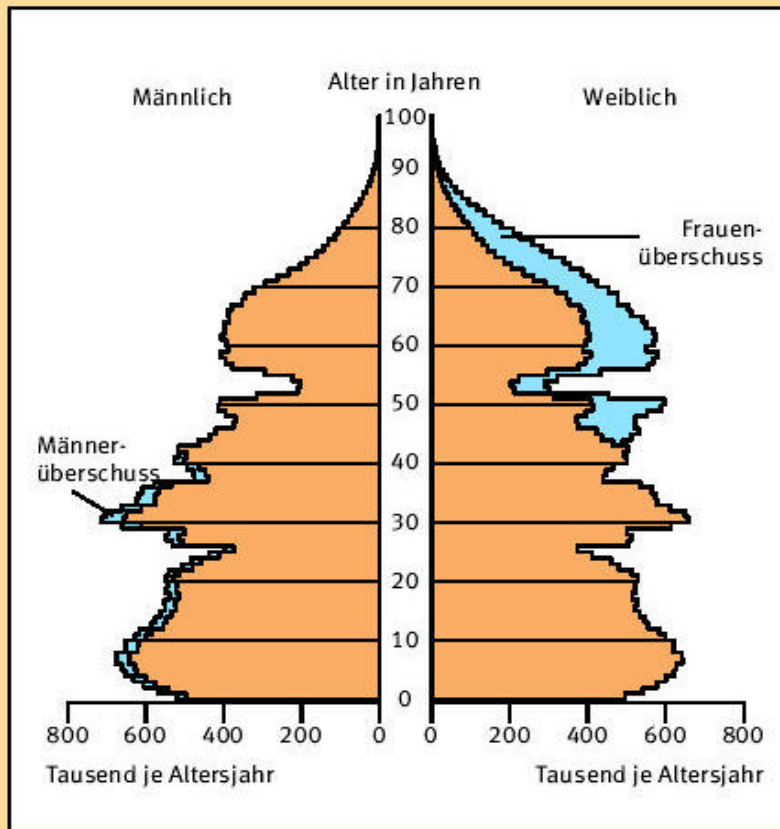 Alter in Jahren
Männlich
Weiblich
100
90
80
70
60
50
40
30
20
10
0
Frauen-
überschuss
Männer-
überschuss
800 600 400 200 0 0 200 400 600 800
Tausend je Altersjahr Tausend je Altersjahr